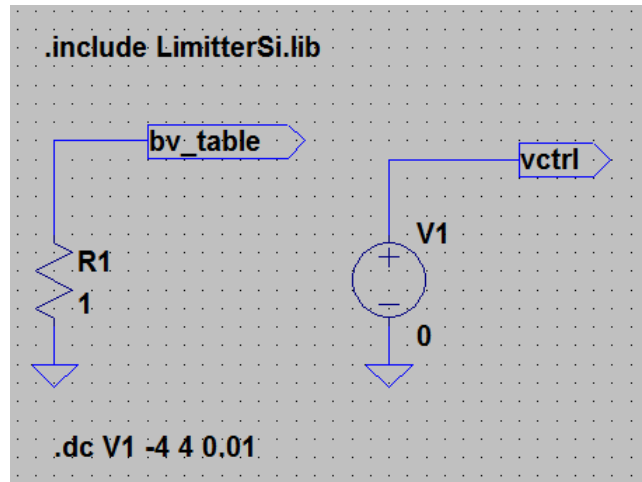 .include LimitterSi.lib
bv_table
vctrl
V1
R1
1
0
.dc V1 -4 4 0.01